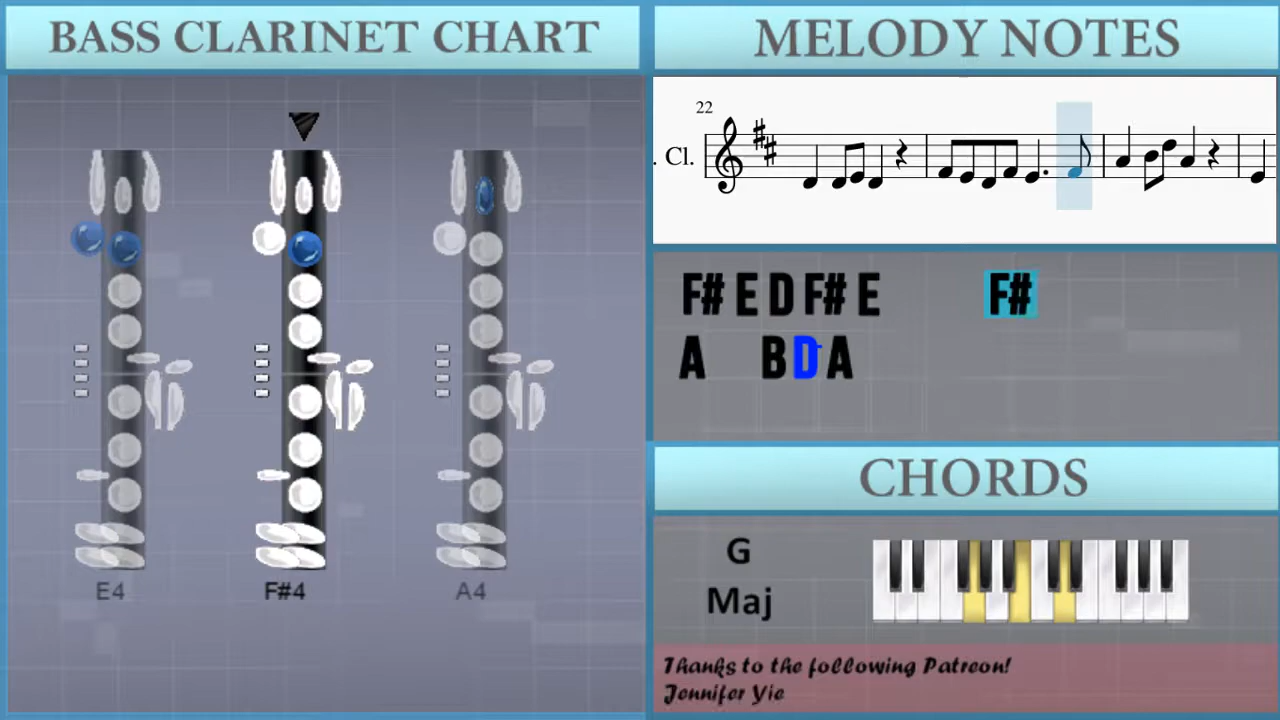 BASS CLARINET CHART
E4 F#4 A4
MELODY NOTES
22
. Cl.
F# E D F# E F#
A B D A
CHORDS
G
Maj
Thanks to the following Patreon!
Jennifer Yie